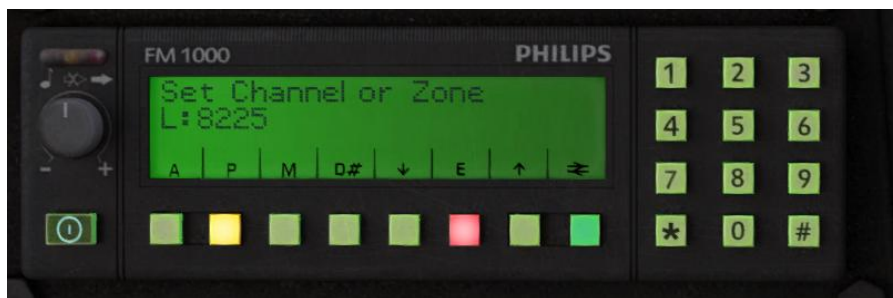 FM 1000
PHILIPS
Set Channel or Zone
L:8225
A P M D# ↓ E ↑
- +
1 2 3
4 5 6
7 8 9
* 0 #